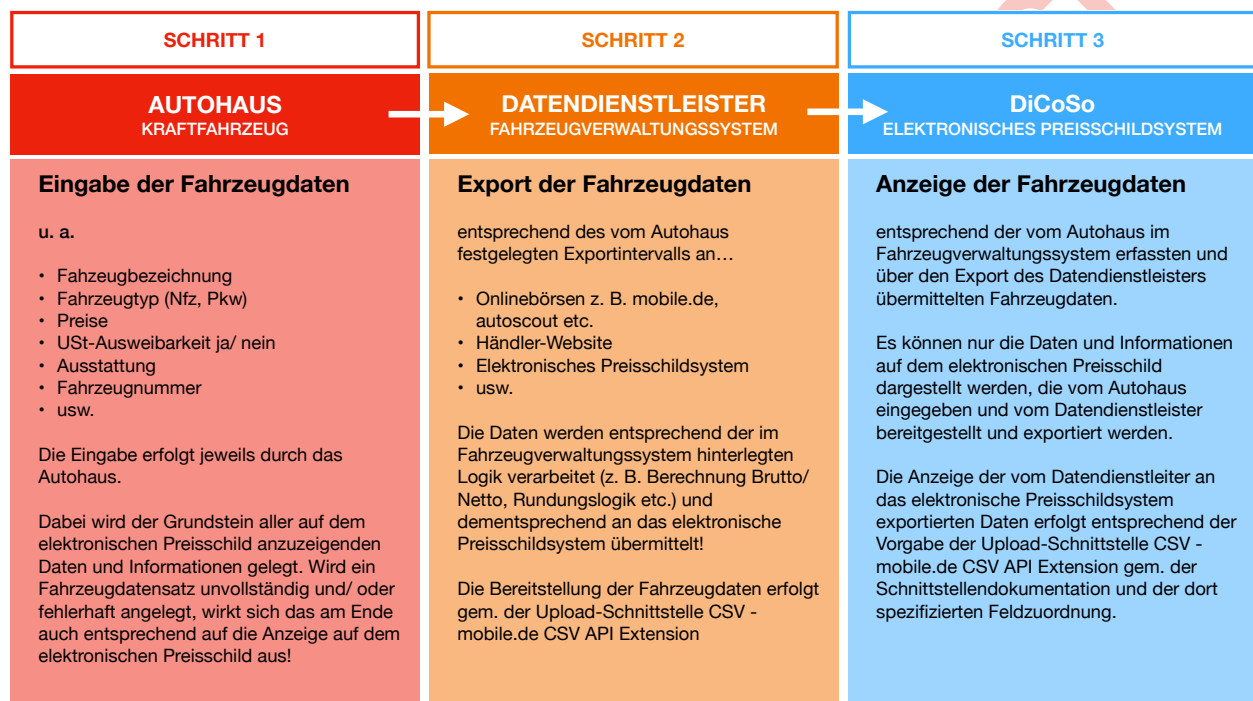 SCHRITT 1
AUTOHAUS
KRAFTFAHRZEUG
Eingabe der Fahrzeugdaten
u. a.
• Fahzeugbezeichnung
• Fahrzeugtyp (Nfz, Pkw)
• Preise
• USt-Ausweibarkeit ja/ nein
• Ausstattung
• Fahrzeugnummer
• usw.
Die Eingabe erfolgt jeweils durch das
Autohaus.
Dabei wird der Grundstein aller auf dem
elektronischen Preisschild anzuzeigenden
Daten und Informationen gelegt. Wird ein
Fahrzeugdatensatz unvollständig und/ oder
fehlerhaft angelegt, wirkt sich das am Ende
auch entsprechend auf die Anzeige auf dem
elektronischen Preisschild aus!
SCHRITT 2
DATENDIENSTLEISTER
FAHRZEUGVERWALTUNGSSYSTEM
Export der Fahrzeugdaten
entsprechend des vom Autohaus
festgelegten Exportintervalls an…
• Onlinebörsen z. B. mobile.de,
autoscout etc.
• Händler-Website
• Elektronisches Preisschildsystem
• usw.
Die Daten werden entsprechend der im
Fahrzeugverwaltungssystem hinterlegten
Logik verarbeitet (z. B. Berechnung Brutto/
Netto, Rundungslogik etc.) und
dementsprechend an das elektronische
Preisschildsystem übermittelt!
Die Bereitstellung der Fahrzeugdaten erfolgt
gem. der Upload-Schnittstelle CSV -
mobile.de CSV API Extension
SCHRITT 3
DiCoSo
ELEKTRONISCHES PREISSCHILDSYSTEM
Anzeige der Fahrzeugdaten
entsprechend der vom Autohaus im
Fahrzeugverwaltungssystem erfassten und
über den Export des Datendienstleisters
übermittelten Fahrzeugdaten.
Es können nur die Daten und Informationen
auf dem elektronischen Preisschild
dargestellt werden, die vom Autohaus
eingegeben und vom Datendienstleister
bereitgestellt und exportiert werden.
Die Anzeige der vom Datendienstleiter an
das elektronische Preisschildsystem
exportierten Daten erfolgt entsprechend der
Vorgabe der Upload-Schnittstelle CSV -
mobile.de CSV API Extension gem. der
Schnittstellendokumentation und der dort
spezifizierten Feldzuordnung.